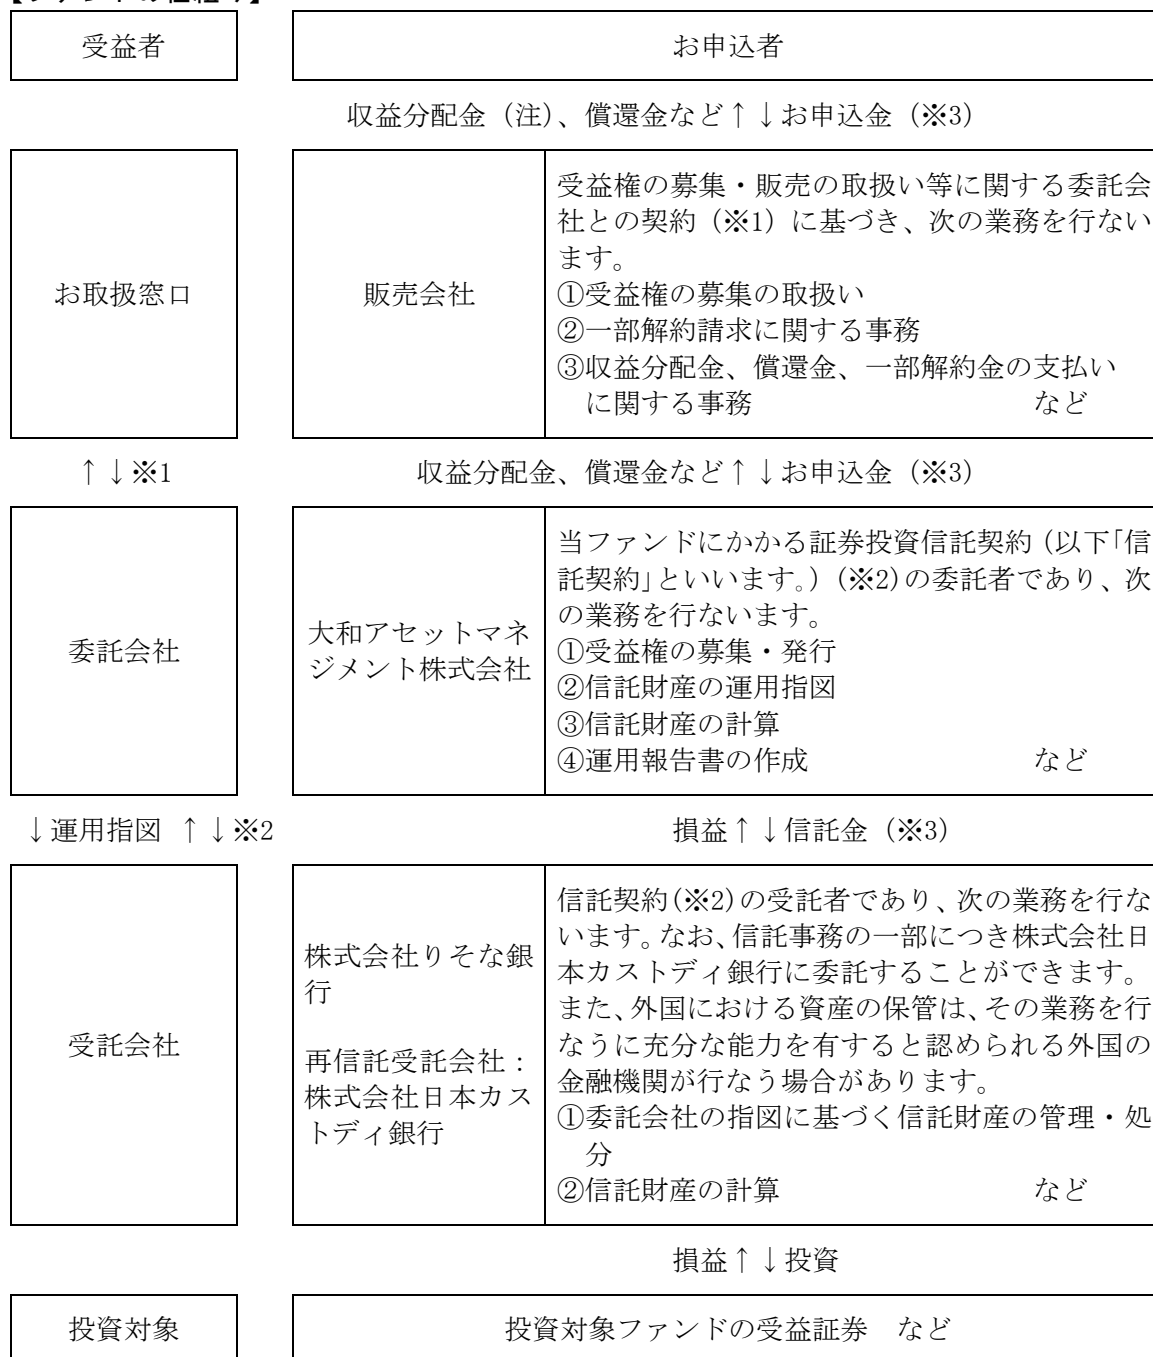 受益者
お申込者
収益分配金（注）、償還金など↑↓お申込金（※3）
お取扱窓口
販売会社
受益権の募集・販売の取扱い等に関する委託会
社との契約（※1）に基づき、次の業務を行ない
ます。
①受益権の募集の取扱い
②一部解約請求に関する事務
③収益分配金、償還金、一部解約金の支払い
に関する事務　など
↑↓※1
収益分配金、償還金など↑↓お申込金（※3）
委託会社
大和アセットマネ
ジメント株式会社
当ファンドにかかる証券投資信託契約（以下「信
託契約」といいます。）(※2)の委託者であり、次
の業務を行ないます。
①受益権の募集・発行
②信託財産の運用指図
③信託財産の計算
④運用報告書の作成　など
↓運用指図 ↑↓※2
損益↑↓信託金（※3）
受託会社
株式会社りそな銀
行
再信託受託会社：
株式会社日本カス
トディ銀行
信託契約(※2)の受託者であり、次の業務を行な
います。なお、信託事務の一部につき株式会社日
本カストディ銀行に委託することができます。
また、外国における資産の保管は、その業務を行
なうに充分な能力を有すると認められる外国の
金融機関が行なう場合があります。
①委託会社の指図に基づく信託財産の管理・処
分
②信託財産の計算　など
損益↑↓投資
投資対象
投資対象ファンドの受益証券　など